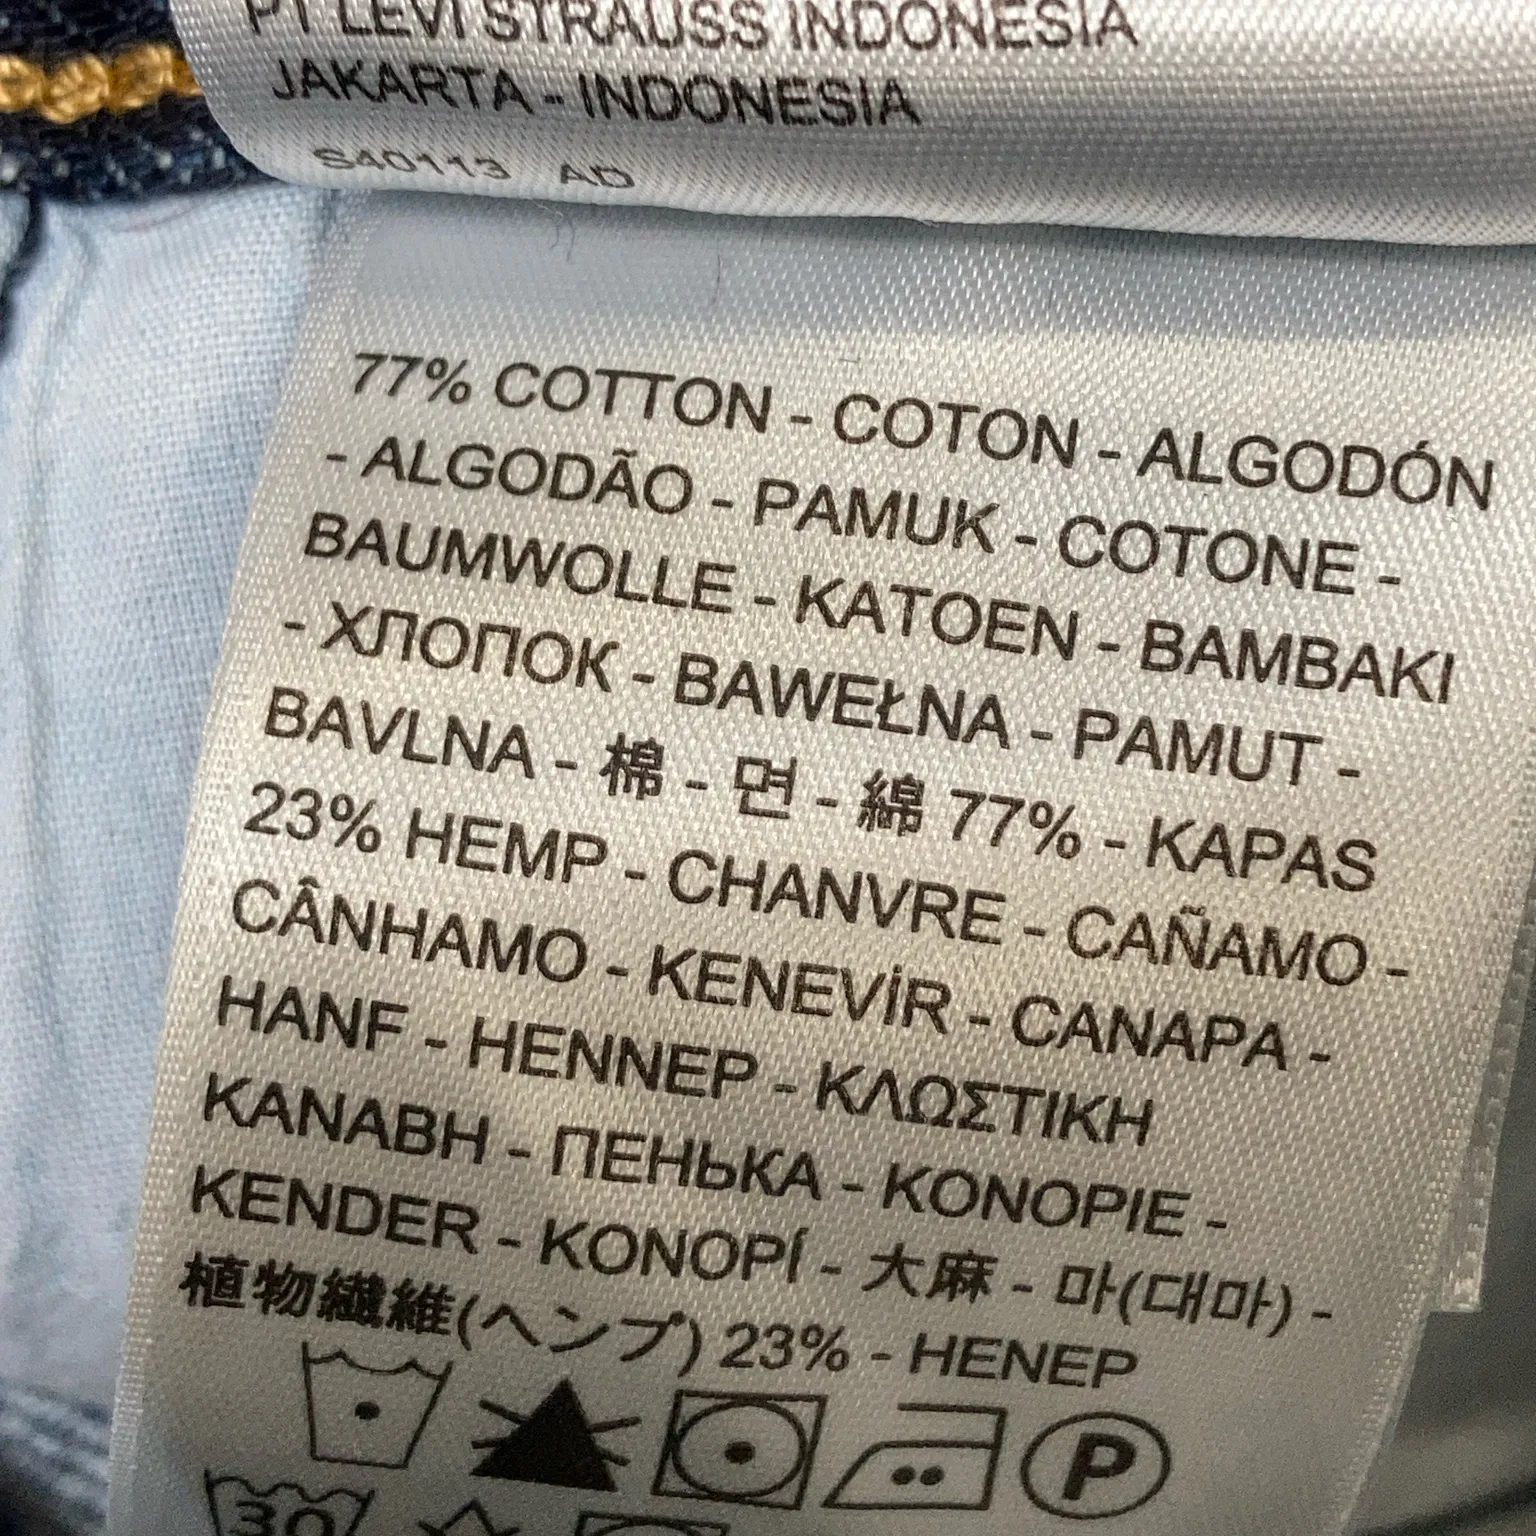 PT LEVI STRAUSS INDONESIA
JAKARTA - INDONESIA
S40113 AD
77% COTTON - COTON - ALGODÓN
- ALGODÃO - PAMUK - COTONE -
BAUMWOLLE - KATOEN - BAMBAKI
- ХЛОПОК - BAWEŁNA - PAMUT -
BAVLNA - 棉 - 면 - 綿 77% - KAPAS
23% HEMP - CHANVRE - CAÑAMO -
CÂNHAMO - KENEVİR - CANAPA -
HANF - HENNEP - ΚΛΩΣΤΙΚΗ
ΚΑΝΑΒΗ - ПЕНЬКА - KONOPIE -
KENDER - KONOPÍ - 大麻 - 마(대마) -
植物繊維(ヘンプ) 23% - HENEP
P
30